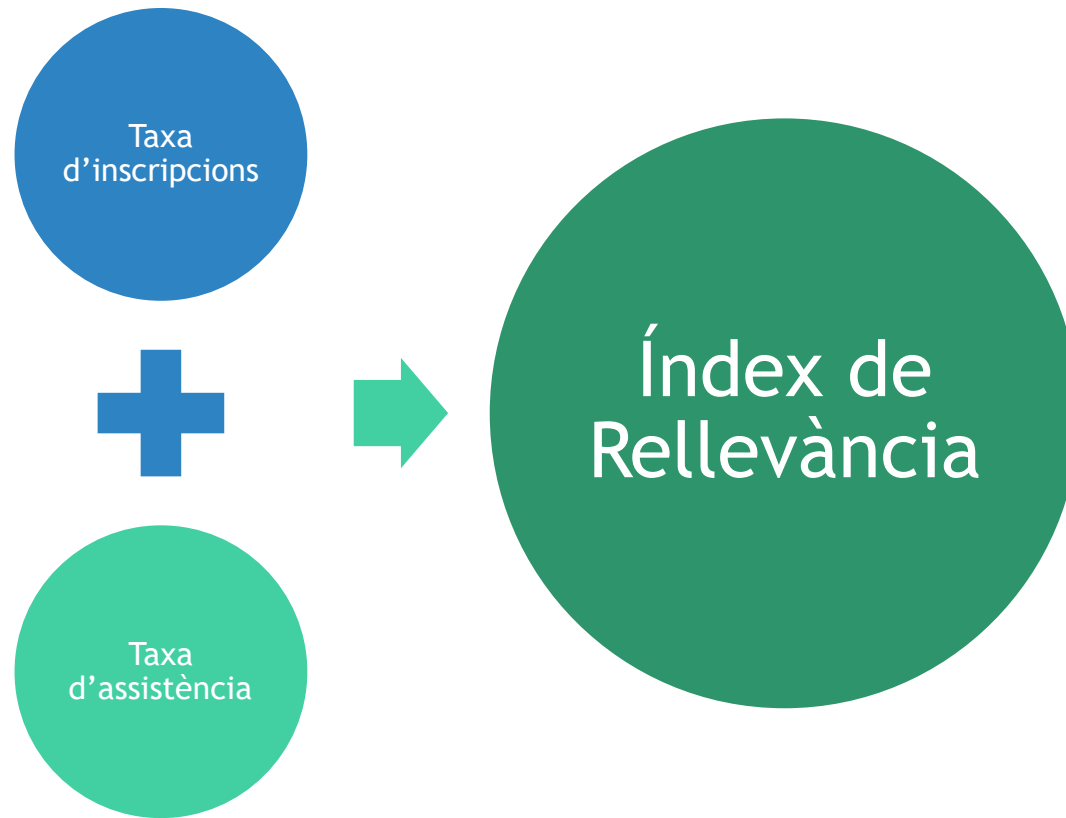 Taxa
d’inscripcions
Taxa
d’assistència
Índex de
Rellevància